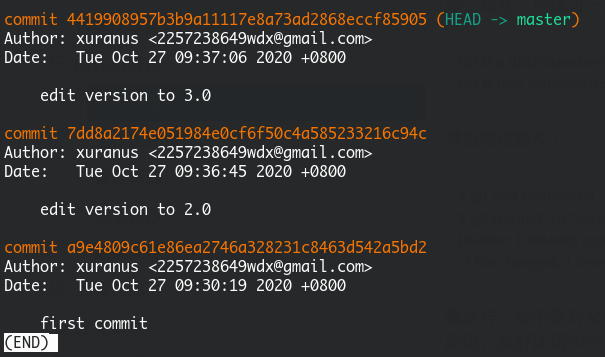 commit 4419908957b3b9a11117e8a73ad2868eccf85905 (HEAD -> master)
Author: xuranus <2257238649wdx@gmail.com>
Date:   Tue Oct 27 09:37:06 2020 +0800
    edit version to 3.0
commit 7dd8a2174e051984e0cf6f50c4a585233216c94c
Author: xuranus <2257238649wdx@gmail.com>
Date:   Tue Oct 27 09:36:45 2020 +0800
    edit version to 2.0
commit a9e4809c61e86ea2746a328231c8463d542a5bd2
Author: xuranus <2257238649wdx@gmail.com>
Date:   Tue Oct 27 09:30:19 2020 +0800
    first commit
(END)